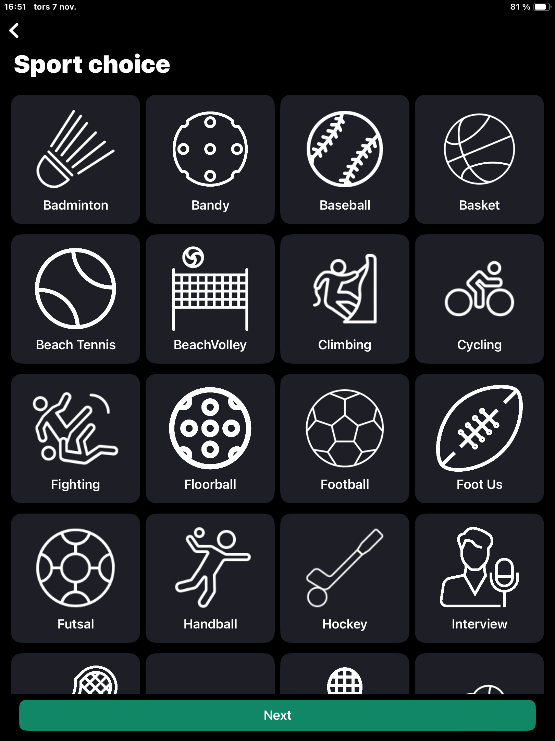 16:51 tors 7 nov. 81 %
Sport choice
Badminton Bandy Baseball Basket
Beach Tennis BeachVolley Climbing Cycling
Fighting Floorball Football Foot Us
Futsal Handball Hockey Interview
Next